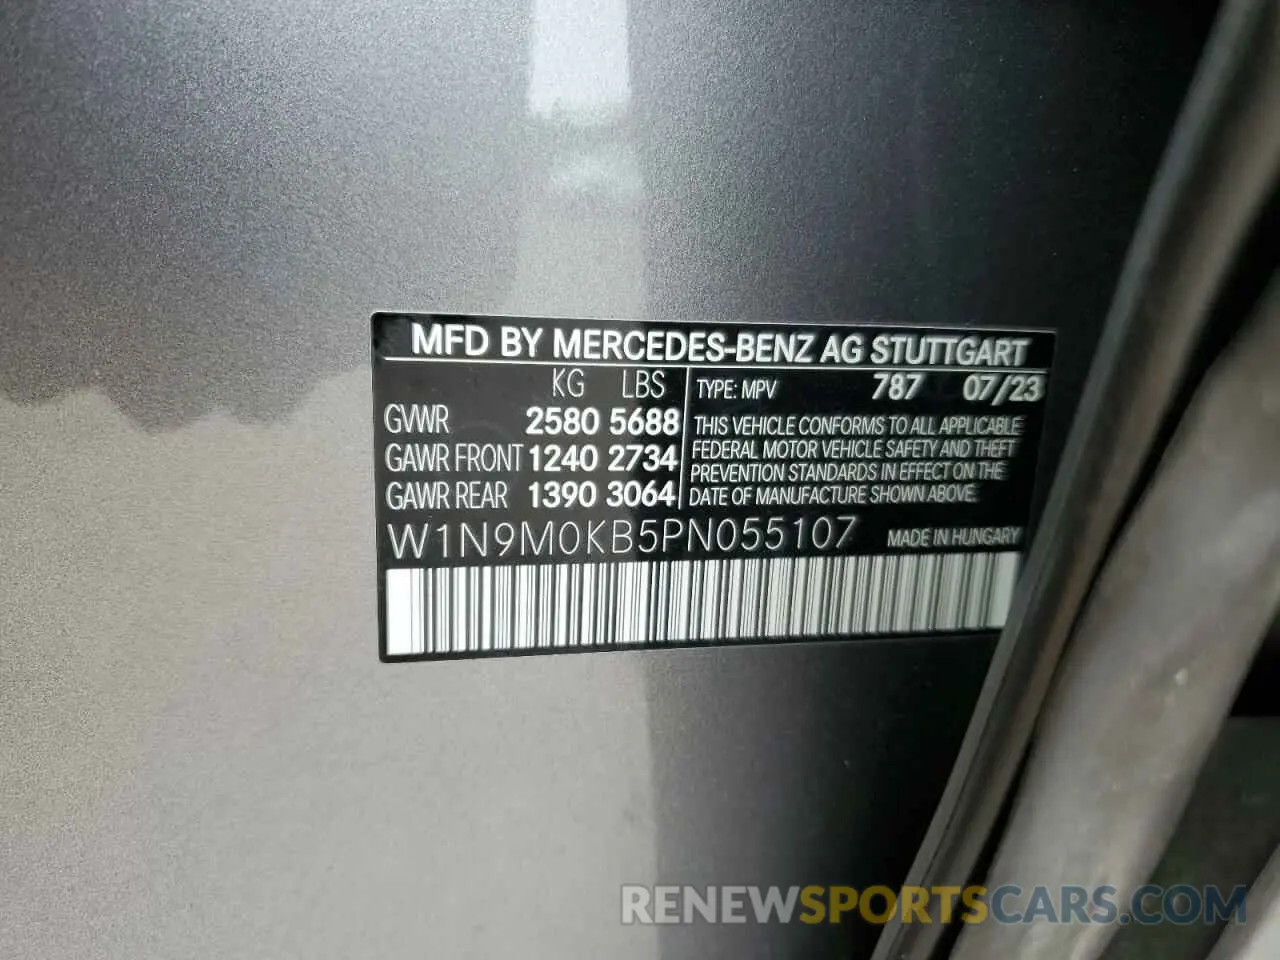 MFD BY MERCEDES-BENZ AG STUTTGART
KG LBS
GVWR 2580 5688
GAWR FRONT 1240 2734
GAWR REAR 1390 3064
TYPE: MPV 787 07/23
THIS VEHICLE CONFORMS TO ALL APPLICABLE
FEDERAL MOTOR VEHICLE SAFETY AND THEFT
PREVENTION STANDARDS IN EFFECT ON THE
DATE OF MANUFACTURE SHOWN ABOVE.
W1N9M0KB5PN055107 MADE IN HUNGARY
RENEWSPORTSCARS.COM